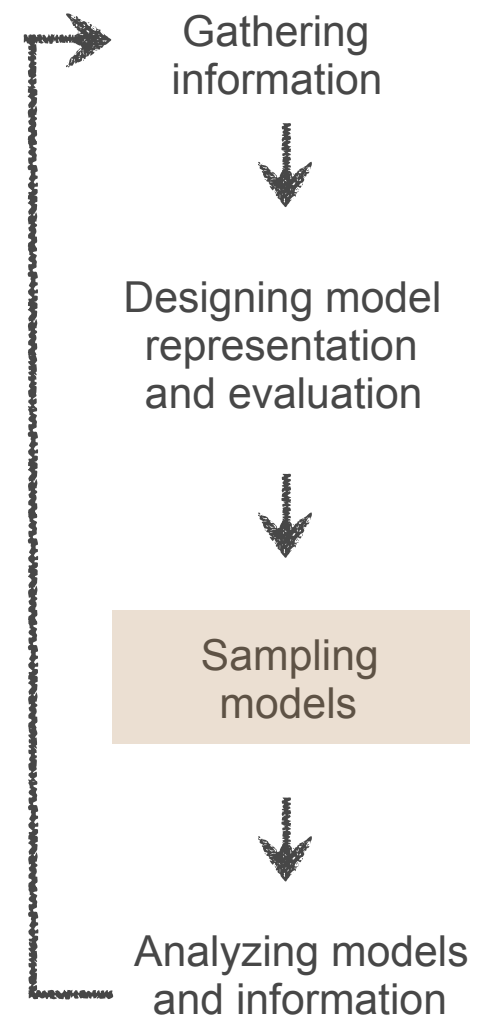 Gathering
information
Designing model
representation
and evaluation
Sampling
models
Analyzing models
and information